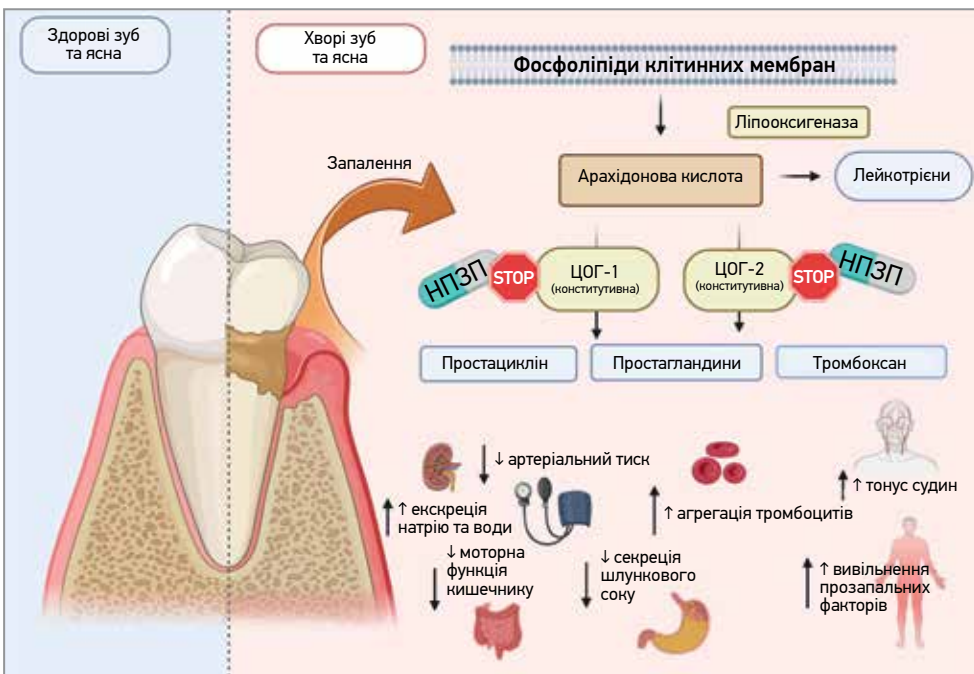 Здорові зуб
та ясна
Хворі зуб
та ясна
Фосфоліпіди клітинних мембран
Ліпооксигеназа
Запалення
Арахідонова кислота
Лейкотрієни
НПЗП
STOP
ЦОГ-1
(конститутивна)
ЦОГ-2
(конститутивна)
STOP
НПЗП
Простациклін
Простагландини
Тромбоксан
↓ артеріальний тиск
↑ тонус судин
↑ екскреція
натрію та води
↑ агрегація тромбоцитів
↓ моторна
функція
кишечнику
↓ секреція
шлункового
соку
↑ вивільнення
прозапальних
факторів